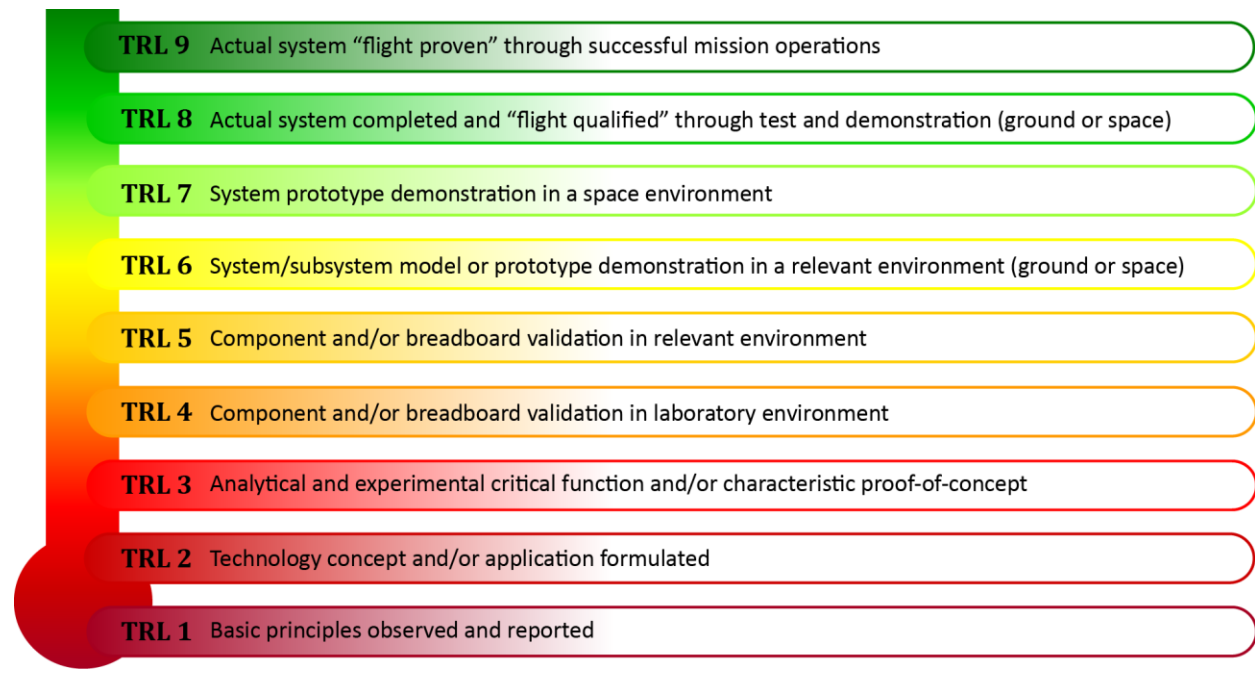 TRL 9 Actual system “flight proven” through successful mission operations
TRL 8 Actual system completed and “flight qualified” through test and demonstration (ground or space)
TRL 7 System prototype demonstration in a space environment
TRL 6 System/subsystem model or prototype demonstration in a relevant environment (ground or space)
TRL 5 Component and/or breadboard validation in relevant environment
TRL 4 Component and/or breadboard validation in laboratory environment
TRL 3 Analytical and experimental critical function and/or characteristic proof-of-concept
TRL 2 Technology concept and/or application formulated
TRL 1 Basic principles observed and reported